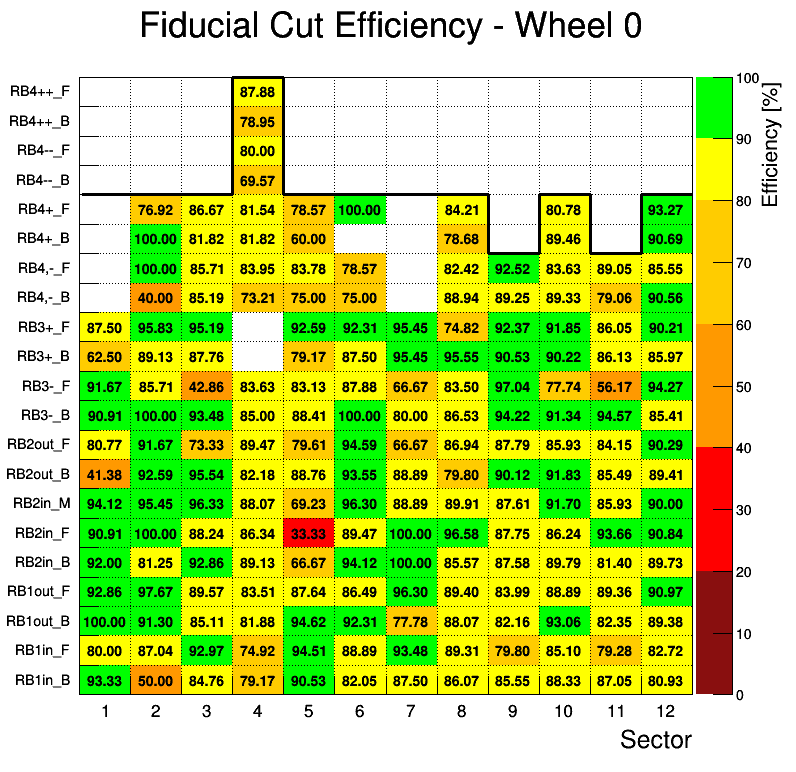 Fiducial Cut Efficiency - Wheel 0
RB4++_F 87.88
RB4++_B 78.95
RB4--_F 80.00
RB4--_B 69.57
RB4+_F 76.92 86.67 81.54 78.57 100.00 84.21 80.78 93.27
RB4+_B 100.00 81.82 81.82 60.00 78.68 89.46 90.69
RB4,-_F 100.00 85.71 83.95 83.78 78.57 82.42 92.52 83.63 89.05 85.55
RB4,-_B 40.00 85.19 73.21 75.00 75.00 88.94 89.25 89.33 79.06 90.56
RB3+_F 87.50 95.83 95.19 92.59 92.31 95.45 74.82 92.37 91.85 86.05 90.21
RB3+_B 62.50 89.13 87.76 79.17 87.50 95.45 95.55 90.53 90.22 86.13 85.97
RB3-_F 91.67 85.71 42.86 83.63 83.13 87.88 66.67 83.50 97.04 77.74 56.17 94.27
RB3-_B 90.91 100.00 93.48 85.00 88.41 100.00 80.00 86.53 94.22 91.34 94.57 85.41
RB2out_F 80.77 91.67 73.33 89.47 79.61 94.59 66.67 86.94 87.79 85.93 84.15 90.29
RB2out_B 41.38 92.59 95.54 82.18 88.76 93.55 88.89 79.80 90.12 91.83 85.49 89.41
RB2in_M 94.12 95.45 96.33 88.07 69.23 96.30 88.89 89.91 87.61 91.70 85.93 90.00
RB2in_F 90.91 100.00 88.24 86.34 33.33 89.47 100.00 96.58 87.75 86.24 93.66 90.84
RB2in_B 92.00 81.25 92.86 89.13 66.67 94.12 100.00 85.57 87.58 89.79 81.40 89.73
RB1out_F 92.86 97.67 89.57 83.51 87.64 86.49 96.30 89.40 83.99 88.89 89.36 90.97
RB1out_B 100.00 91.30 85.11 81.88 94.62 92.31 77.78 88.07 82.16 93.06 82.35 89.38
RB1in_F 80.00 87.04 92.97 74.92 94.51 88.89 93.48 89.31 79.80 85.10 79.28 82.72
RB1in_B 93.33 50.00 84.76 79.17 90.53 82.05 87.50 86.07 85.55 88.33 87.05 80.93
1 2 3 4 5 6 7 8 9 10 11 12
Sector
100
90
80
70
60
50
40
30
20
10
0
Efficiency [%]